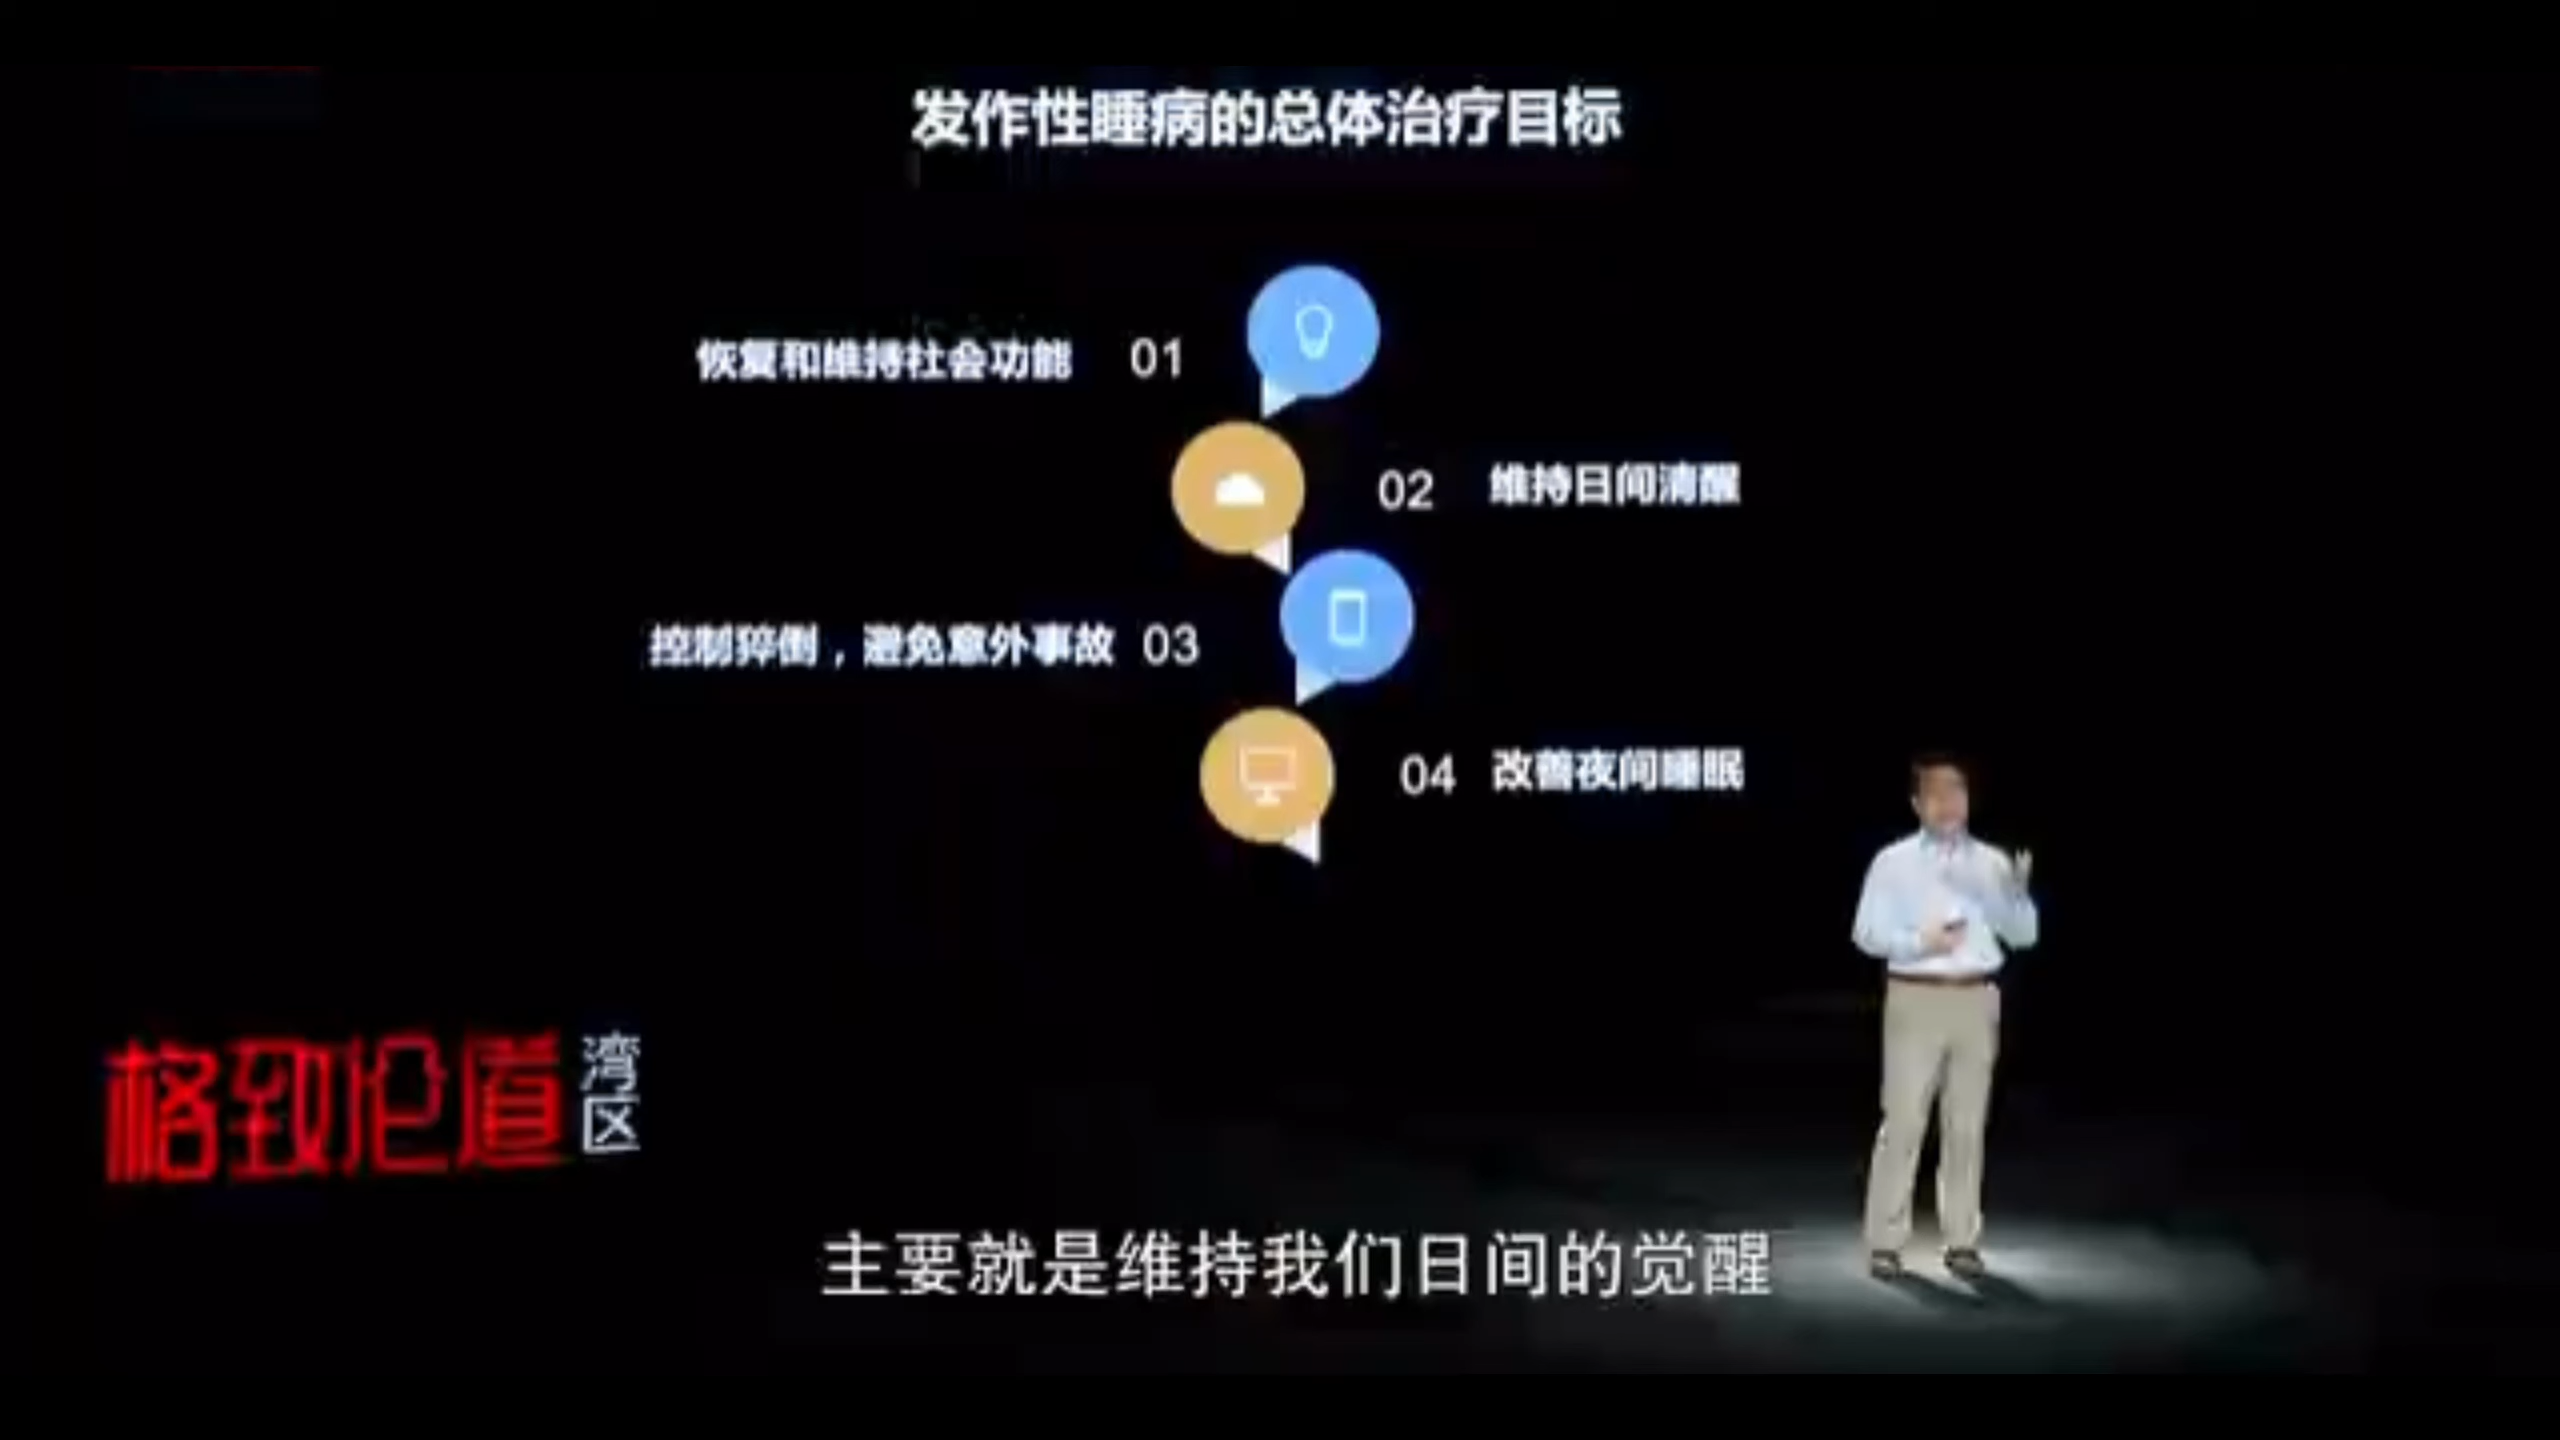 发作性睡病的总体治疗目标
恢复和维持社会功能 01
02 维持日间清醒
控制猝倒，避免意外事故 03
04 改善夜间睡眠
格致论道
湾区
主要就是维持我们日间的觉醒